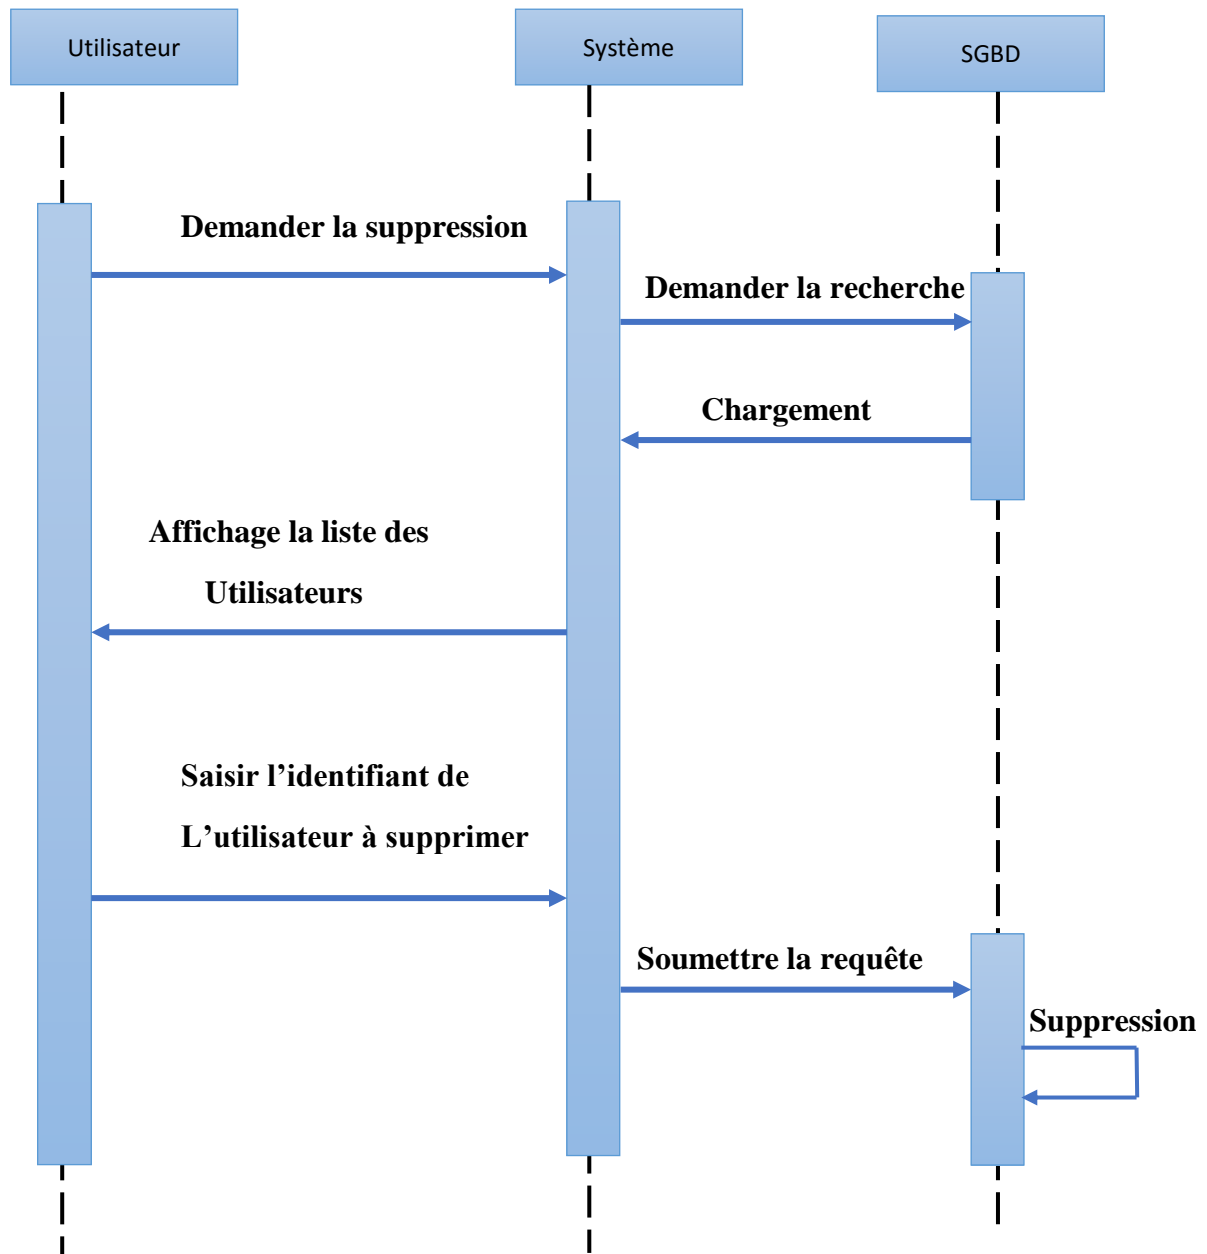 Utilisateur
Système
SGBD
Demander la suppression
Demander la recherche
Chargement
Affichage la liste des
Utilisateurs
Saisir l’identifiant de
L’utilisateur à supprimer
Soumettre la requête
Suppression